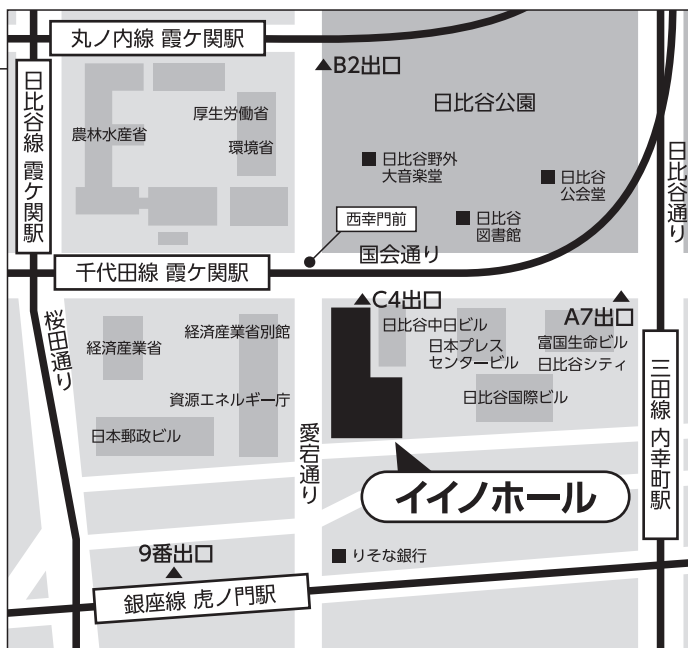 丸ノ内線 霞ケ関駅
B2出口
日比谷線 霞ケ関駅
農林水産省
厚生労働省
環境省
日比谷公園
日比谷野外
大音楽堂
日比谷
公会堂
日比谷
図書館
日比谷通り
西幸門前
国会通り
千代田線 霞ケ関駅
C4出口
A7出口
桜田通り
経済産業省
経済産業省別館
資源エネルギー庁
日本郵政ビル
愛宕通り
日比谷中日ビル
日本プレス
センタービル
富国生命ビル
日比谷シティ
日比谷国際ビル
三田線 内幸町駅
イイノホール
りそな銀行
9番出口
銀座線 虎ノ門駅